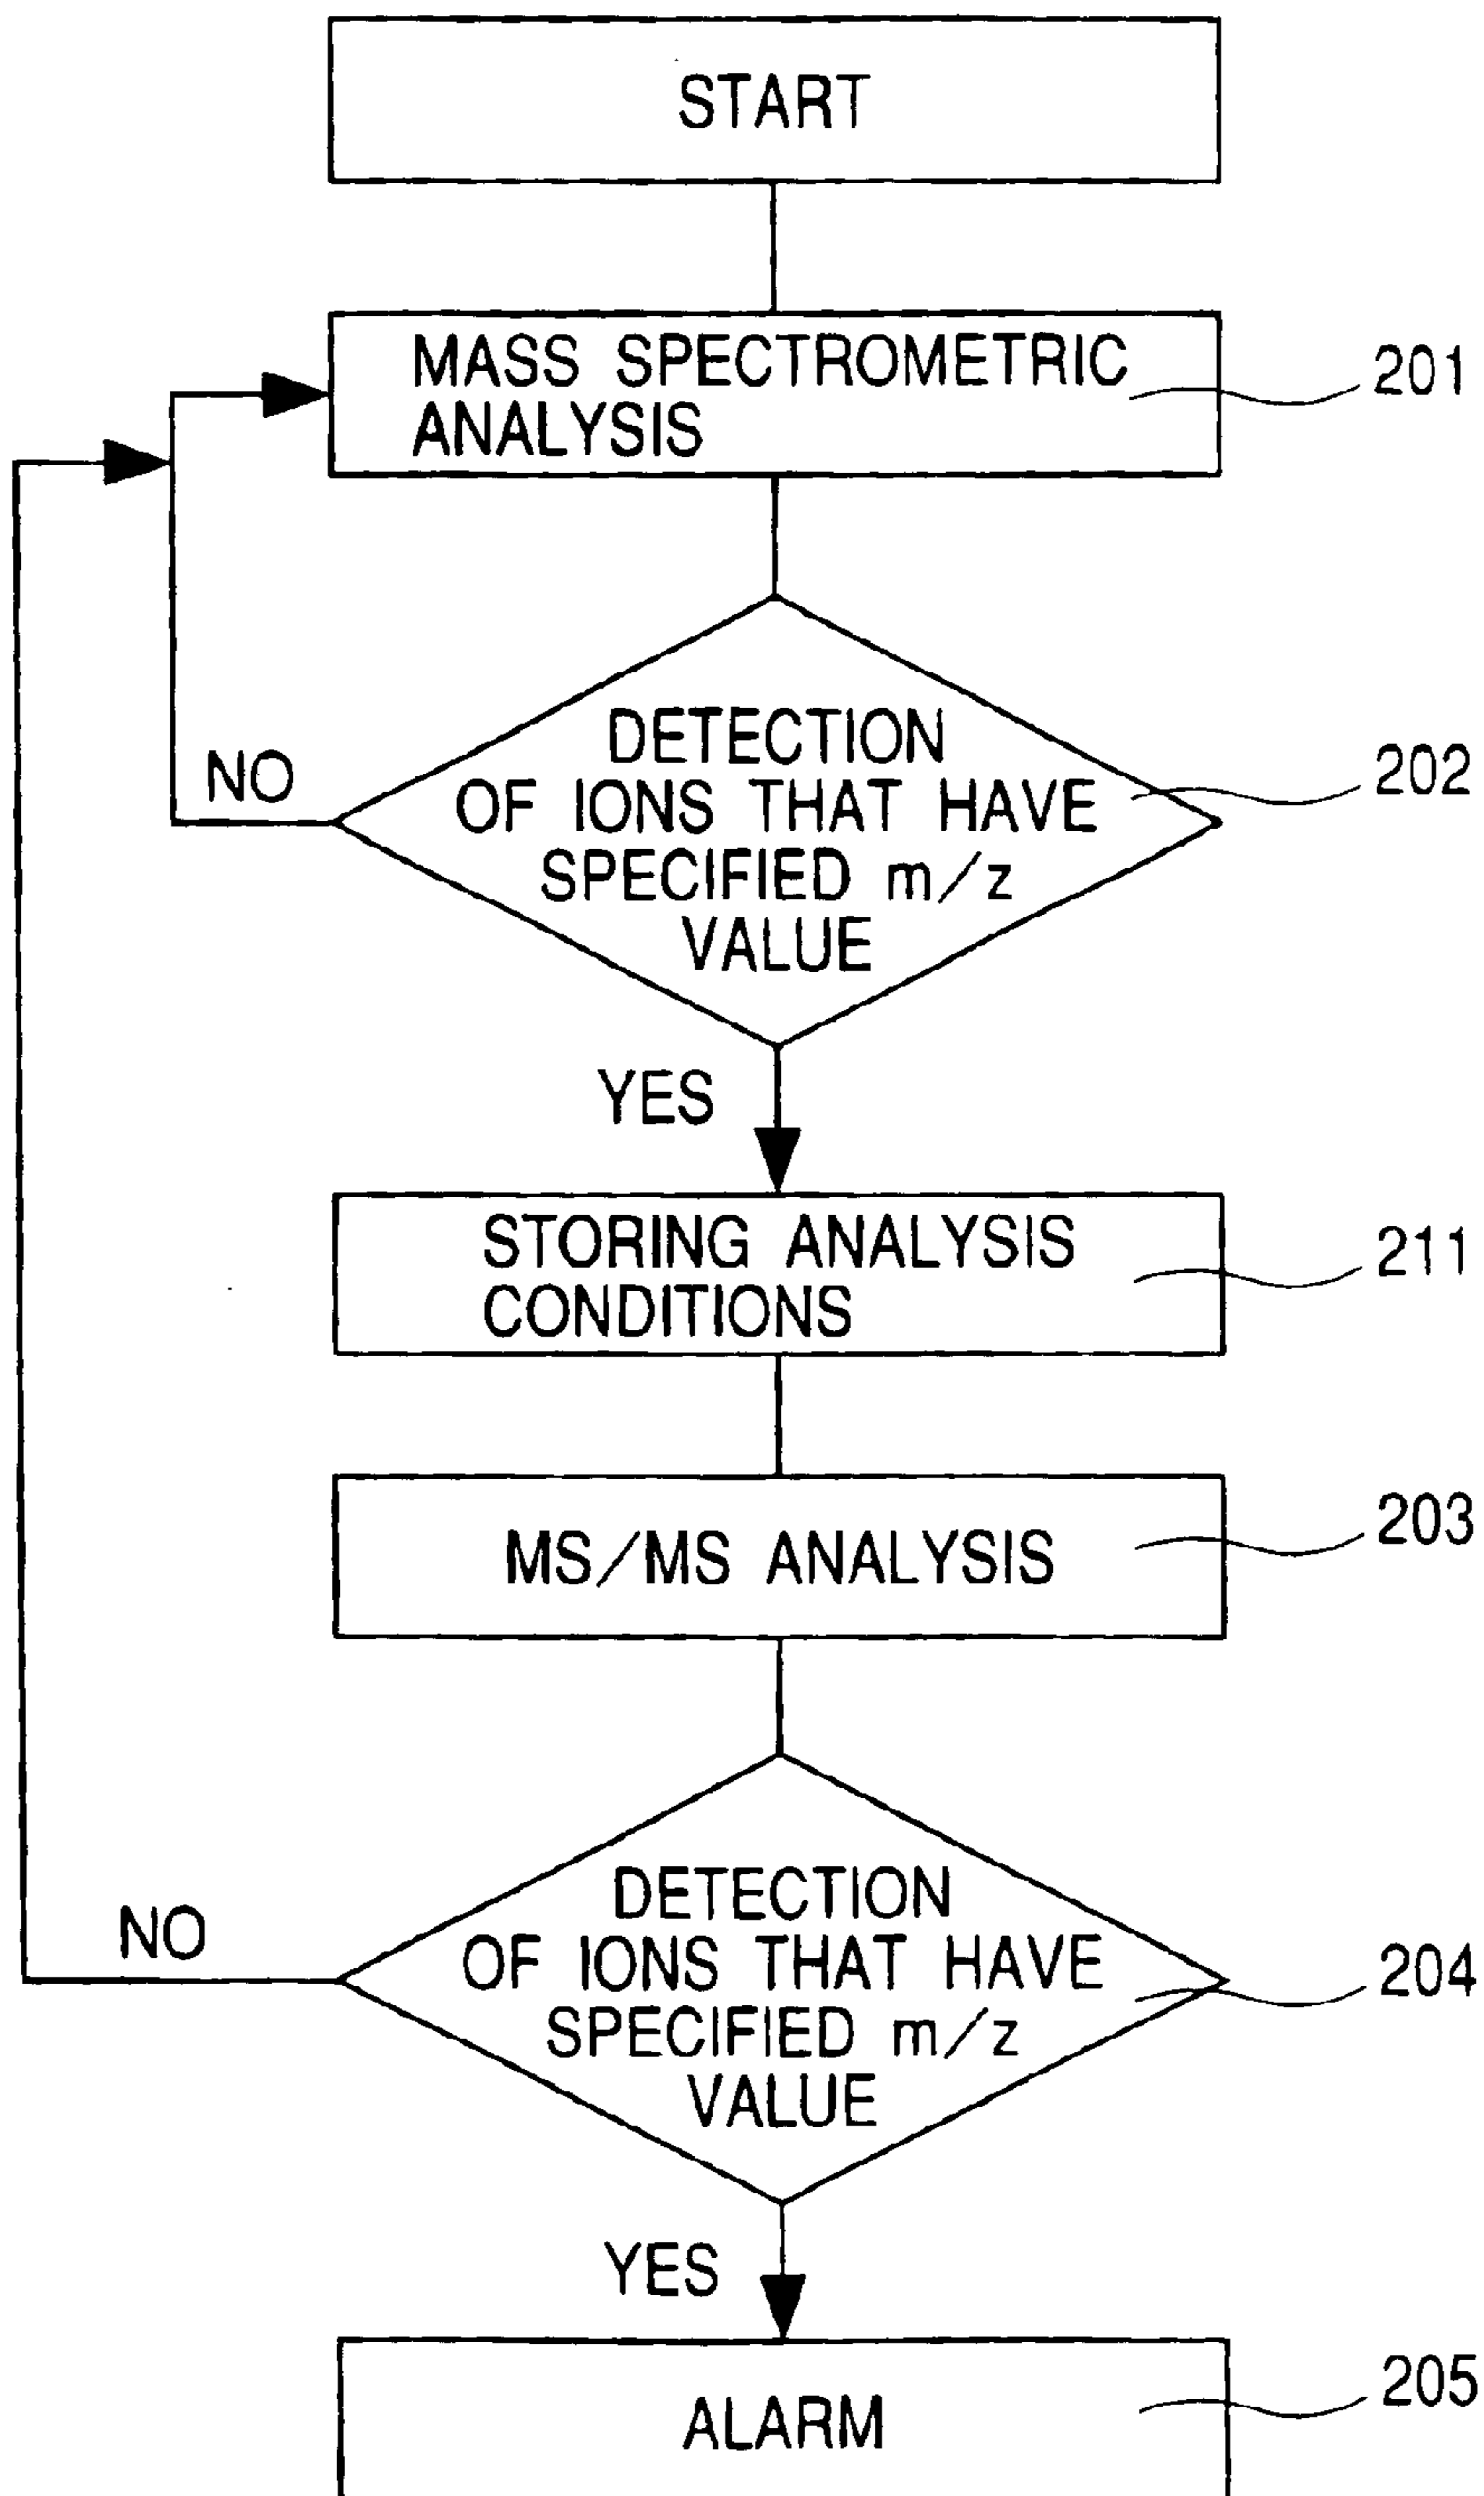 START
MASS SPECTROMETRIC
ANALYSIS
201
DETECTION
OF IONS THAT HAVE
SPECIFIED m/z
VALUE
202
NO
YES
STORING ANALYSIS
CONDITIONS
211
MS/MS ANALYSIS
203
DETECTION
OF IONS THAT HAVE
SPECIFIED m/z
VALUE
204
NO
YES
ALARM
205